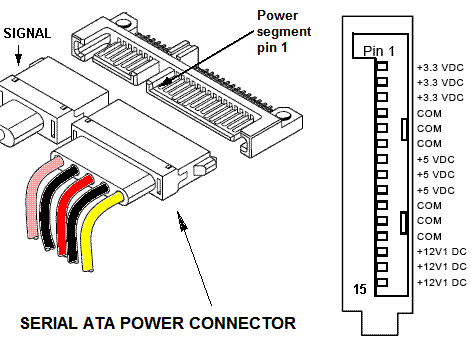 SIGNAL
Power
segment
pin 1
SERIAL ATA POWER CONNECTOR
Pin 1
+3.3 VDC
+3.3 VDC
+3.3 VDC
COM
COM
COM
+5 VDC
+5 VDC
+5 VDC
COM
COM
COM
+12V1 DC
+12V1 DC
+12V1 DC
15